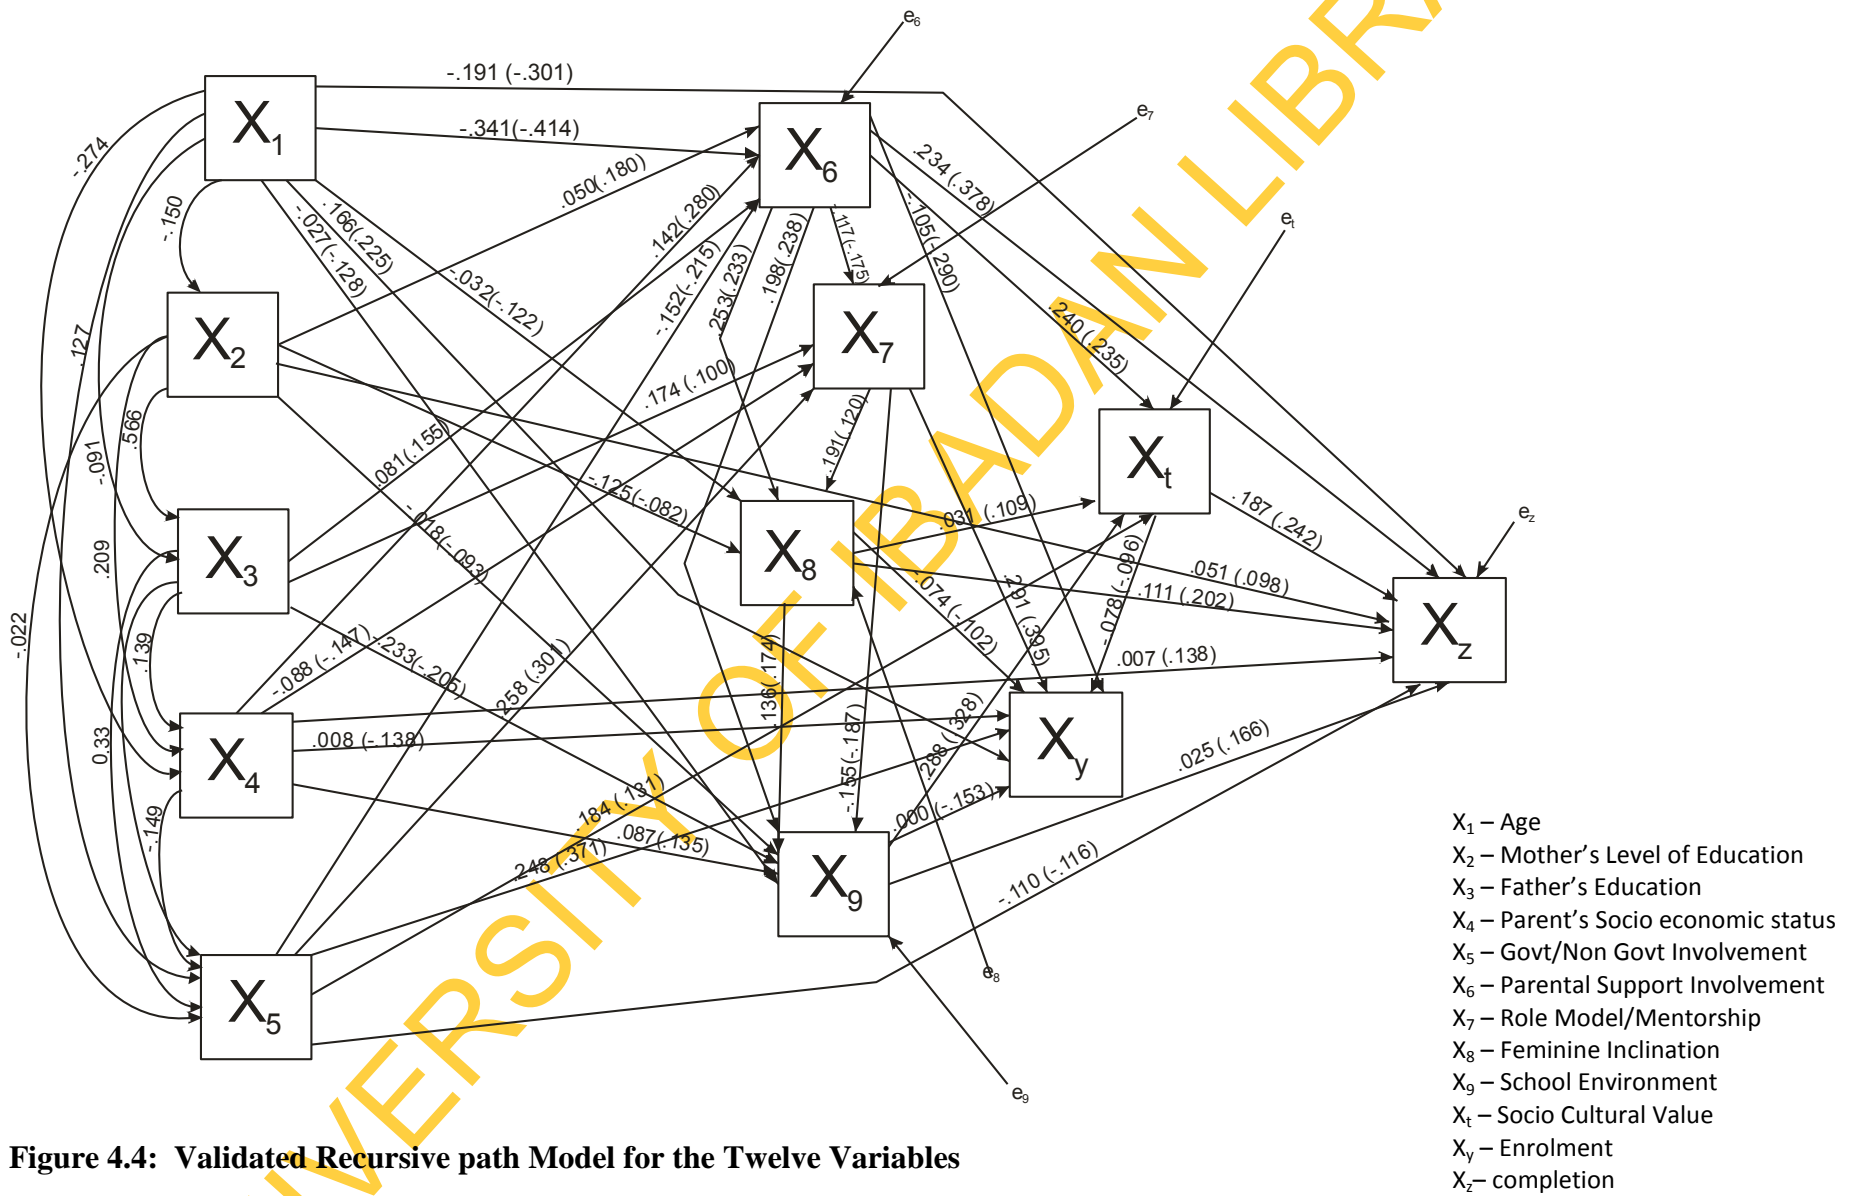 e6
-.191 (-.301)
X1
-.341(-.414)
X6
e7
-.274
.050(.180)
.234 (.378)
-.150
-.027(-.128)
.166(.225)
.142(.280)
-.152(-.215)
.253(.233)
.198(.238)
-.117(-.175)
-.105(-.290)
et
-.032(-.122)
.240 (.235)
X2
X7
.127
.174 (.100)
.566
-.091
.081(.155)
.191(.120)
Xt
-.125(-.082)
.031 (.109)
.187 (.242)
ez
-.018(-.093)
X3
X8
.209
-.074(-.102)
.291 (.395)
-.078(-.096)
.051 (.098)
.111 (.202)
Xz
-.022
.139
-.088 (-.147)
-.233(-.205)
.258 (.301)
.136(.174)
.007 (.138)
0.33
X4
.008 (-.138)
-.155(-.187)
.288 (.328)
Xy
.025 (.166)
-.149
.184 (.131)
.087(.135)
.248 (.371)
.000 (-.153)
X9
-.110 (-.116)
X5
e8
e9
UNIVERSITY OF IBADAN LIBRA
X1 – Age
X2 – Mother’s Level of Education
X3 – Father’s Education
X4 – Parent’s Socio economic status
X5 – Govt/Non Govt Involvement
X6 – Parental Support Involvement
X7 – Role Model/Mentorship
X8 – Feminine Inclination
X9 – School Environment
Xt – Socio Cultural Value
Xy – Enrolment
Xz– completion
Figure 4.4: Validated Recursive path Model for the Twelve Variables